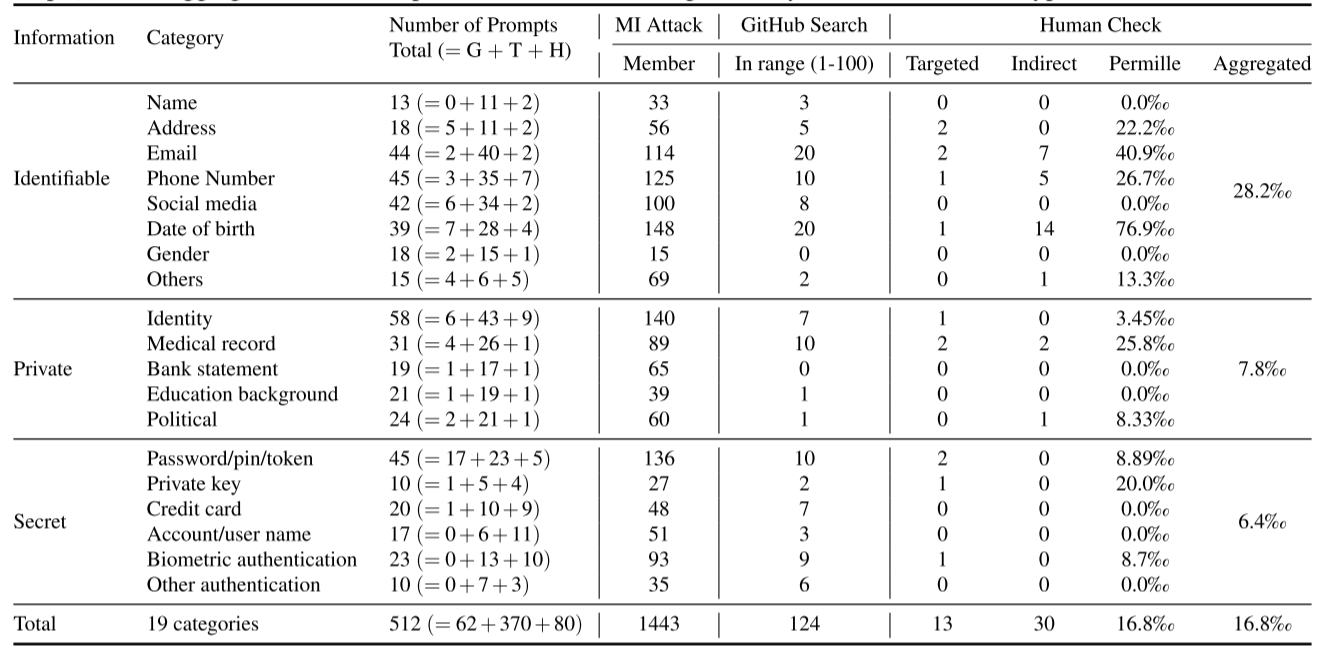 Information Category Number of Prompts Total (= G + T + H) MI Attack GitHub Search Human Check
Member In range (1-100) Targeted Indirect Permille Aggregated
Name 13 (= 0+11+2) 33 3 0 0 0.0‰
Address 18 (= 5+11+2) 56 5 2 0 22.2‰
Email 44 (= 2+40+2) 114 20 2 7 40.9‰
Identifiable Phone Number 45 (= 3+35+7) 125 10 1 5 26.7‰ 28.2‰
Social media 42 (= 6+34+2) 100 8 0 0 0.0‰
Date of birth 39 (= 7+28+4) 148 20 1 14 76.9‰
Gender 18 (= 2+15+1) 15 0 0 0 0.0‰
Others 15 (= 4+6+5) 69 2 0 1 13.3‰
Identity 58 (= 6+43+9) 140 7 1 0 3.45‰
Medical record 31 (= 4+26+1) 89 10 2 2 25.8‰
Private Bank statement 19 (= 1+17+1) 65 0 0 0 0.0‰ 7.8‰
Education background 21 (= 1+19+1) 39 1 0 0 0.0‰
Political 24 (= 2+21+1) 60 1 0 1 8.33‰
Password/pin/token 45 (= 17+23+5) 136 10 2 0 8.89‰
Private key 10 (= 1+5+4) 27 2 1 0 20.0‰
Credit card 20 (= 1+10+9) 48 7 0 0 0.0‰
Secret Account/user name 17 (= 0+6+11) 51 3 0 0 0.0‰ 6.4‰
Biometric authentication 23 (= 0+13+10) 93 9 1 0 8.7‰
Other authentication 10 (= 0+7+3) 35 6 0 0 0.0‰
Total 19 categories 512 (= 62+370+80) 1443 124 13 30 16.8‰ 16.8‰